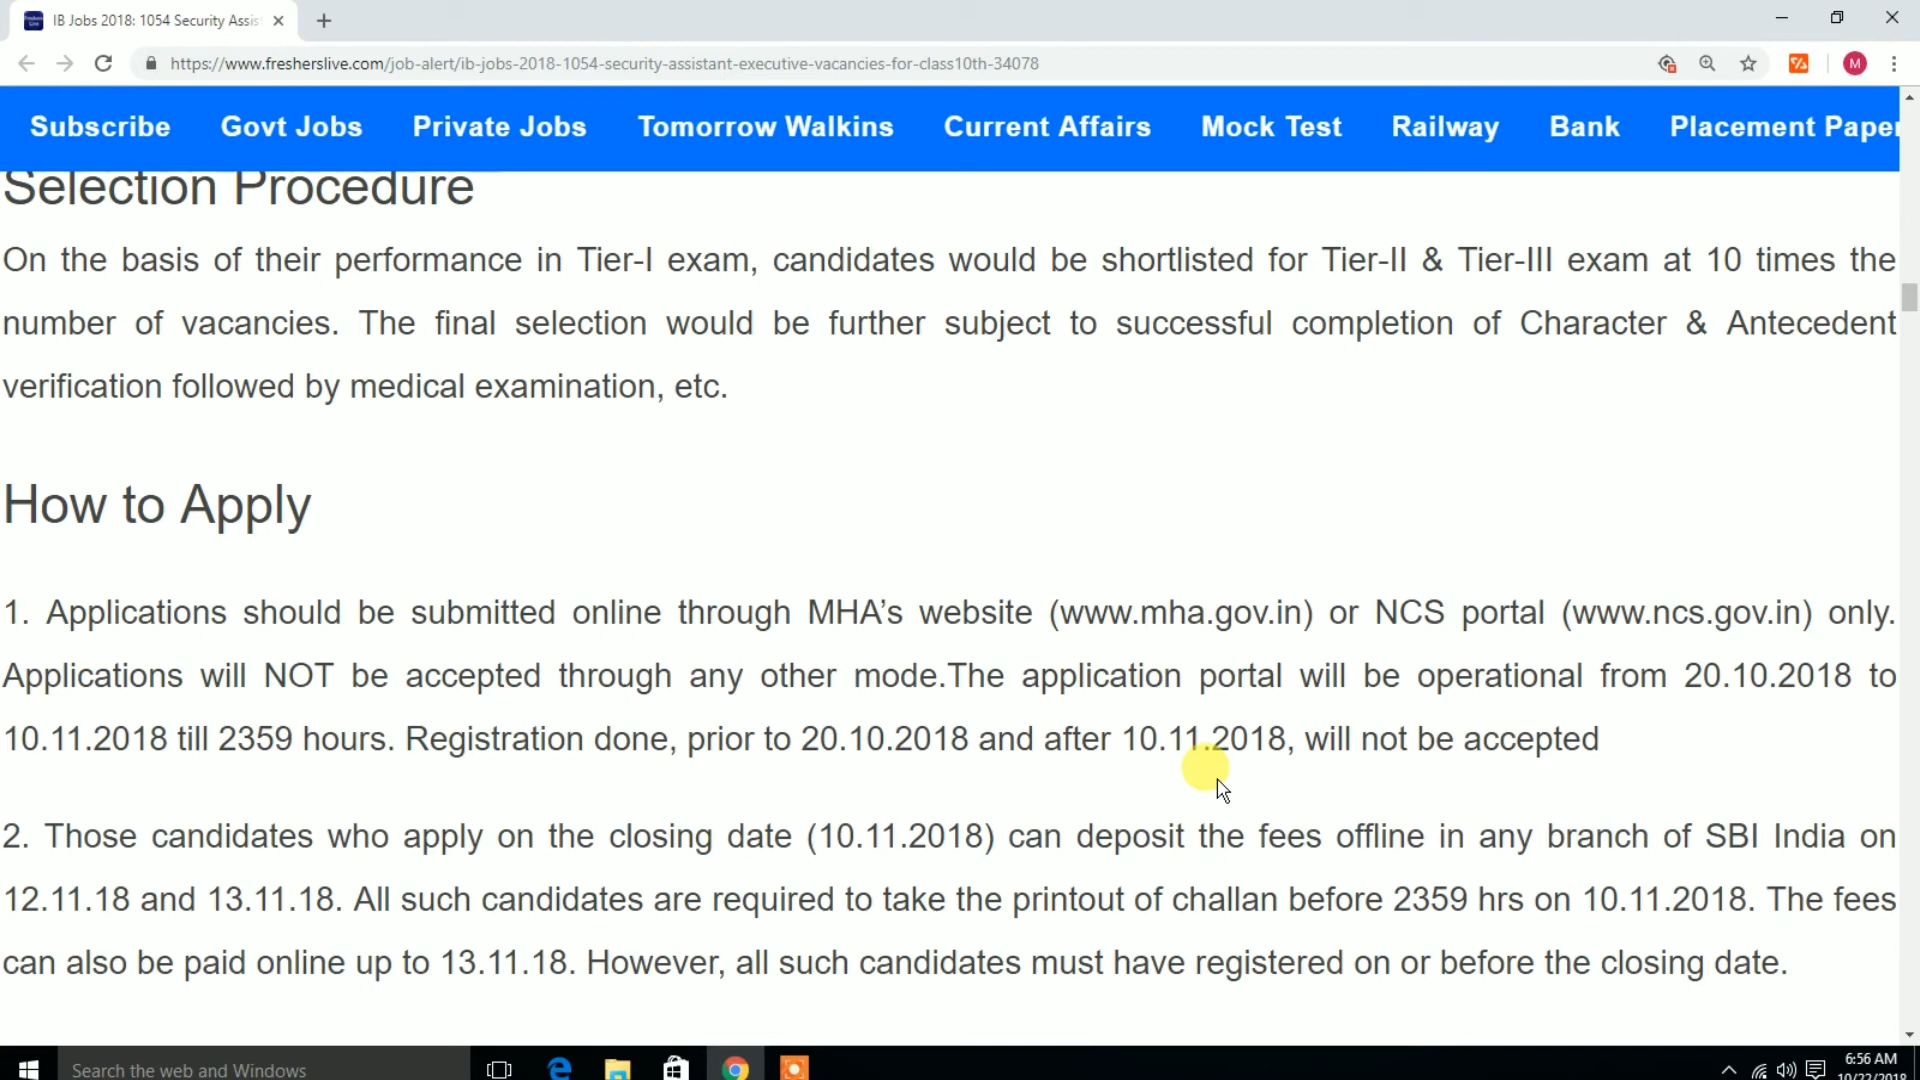 IB Jobs 2018: 1054 Security Assis
https://www.fresherslive.com/job-alert/ib-jobs-2018-1054-security-assistant-executive-vacancies-for-class10th-34078
M
Subscribe Govt Jobs Private Jobs Tomorrow Walkins Current Affairs Mock Test Railway Bank Placement Paper
Selection Procedure
On the basis of their performance in Tier-I exam, candidates would be shortlisted for Tier-II & Tier-III exam at 10 times the
number of vacancies. The final selection would be further subject to successful completion of Character & Antecedent
verification followed by medical examination, etc.
How to Apply
1. Applications should be submitted online through MHA’s website (www.mha.gov.in) or NCS portal (www.ncs.gov.in) only.
Applications will NOT be accepted through any other mode.The application portal will be operational from 20.10.2018 to
10.11.2018 till 2359 hours. Registration done, prior to 20.10.2018 and after 10.11.2018, will not be accepted
2. Those candidates who apply on the closing date (10.11.2018) can deposit the fees offline in any branch of SBI India on
12.11.18 and 13.11.18. All such candidates are required to take the printout of challan before 2359 hrs on 10.11.2018. The fees
can also be paid online up to 13.11.18. However, all such candidates must have registered on or before the closing date.
Search the web and Windows
6:56 AM
10/22/2018